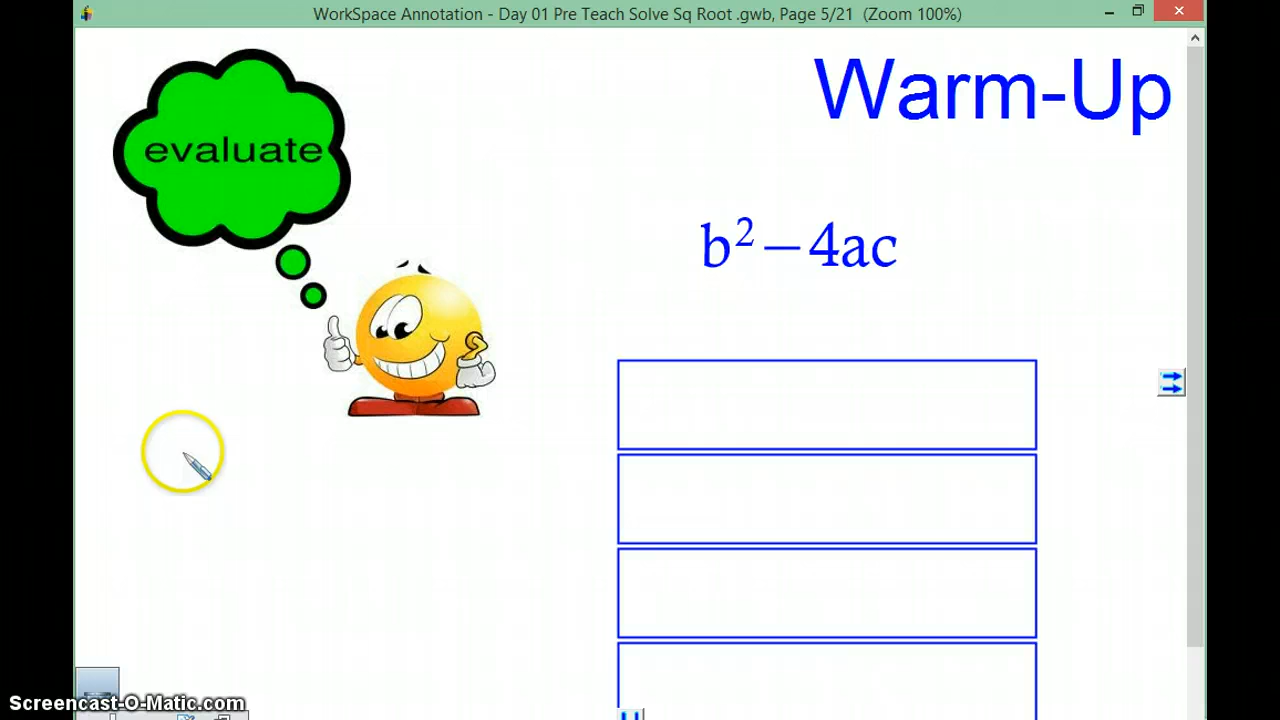 WorkSpace Annotation - Day 01 Pre Teach Solve Sq Root .gwb, Page 5/21 (Zoom 100%)
Warm-Up
evaluate
b² – 4ac
Screencast-O-Matic.com